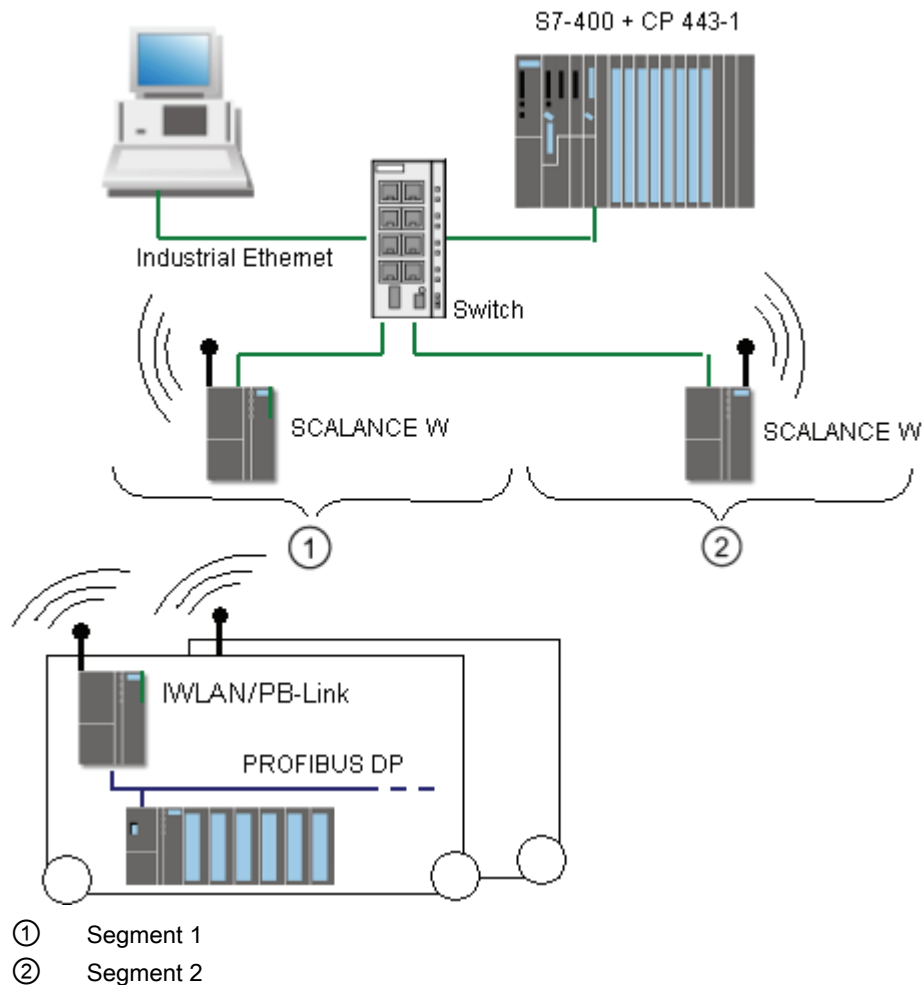 S7-400 + CP 443-1
Industrial Ethernet
Switch
SCALANCE W
SCALANCE W
1
2
IWLAN/PB-Link
PROFIBUS DP
① Segment 1
② Segment 2